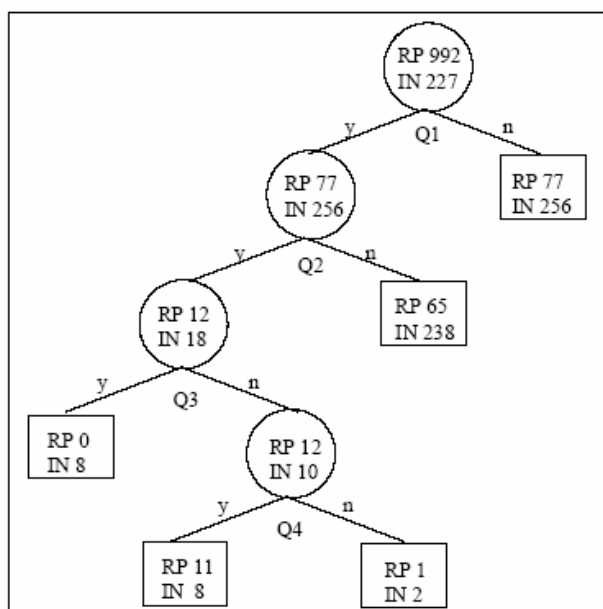 RP 992
IN 227
y
Q1
n
RP 77
IN 256
RP 77
IN 256
y
Q2
n
RP 12
IN 18
RP 65
IN 238
y
Q3
n
RP 0
IN 8
RP 12
IN 10
y
Q4
n
RP 11
IN 8
RP 1
IN 2